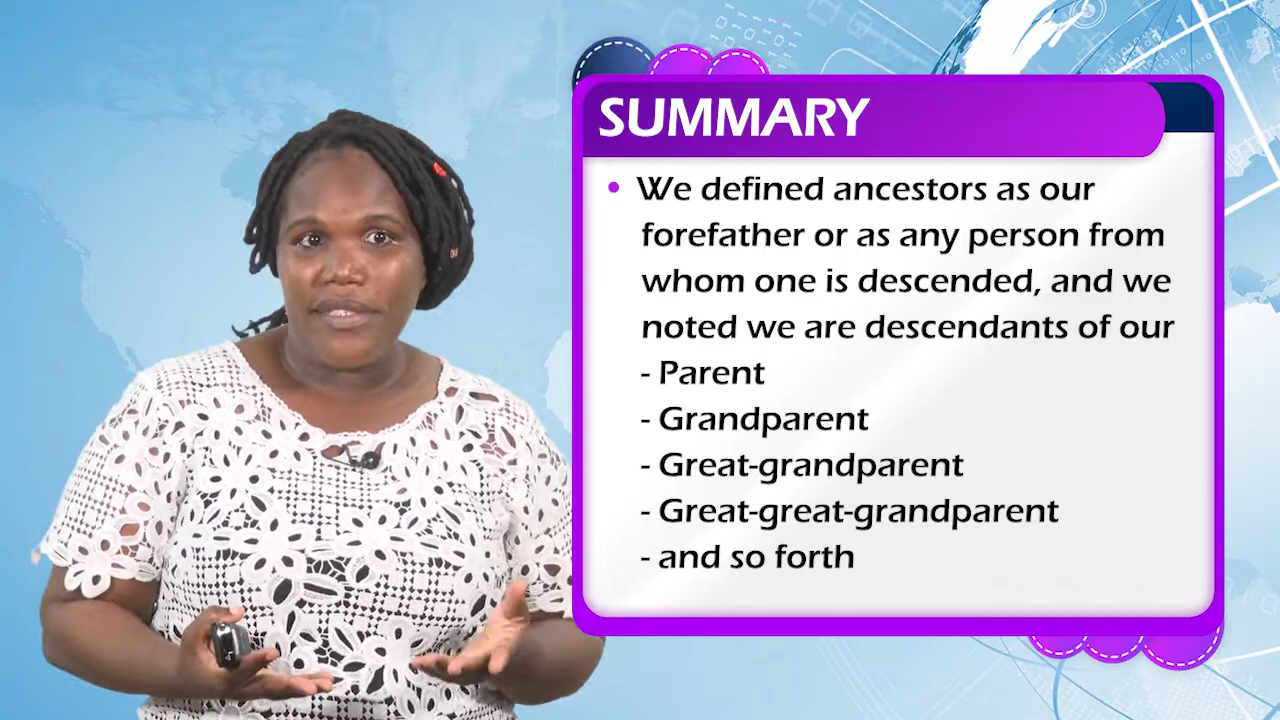 SUMMARY
• We defined ancestors as our
forefather or as any person from
whom one is descended, and we
noted we are descendants of our
- Parent
- Grandparent
- Great-grandparent
- Great-great-grandparent
- and so forth